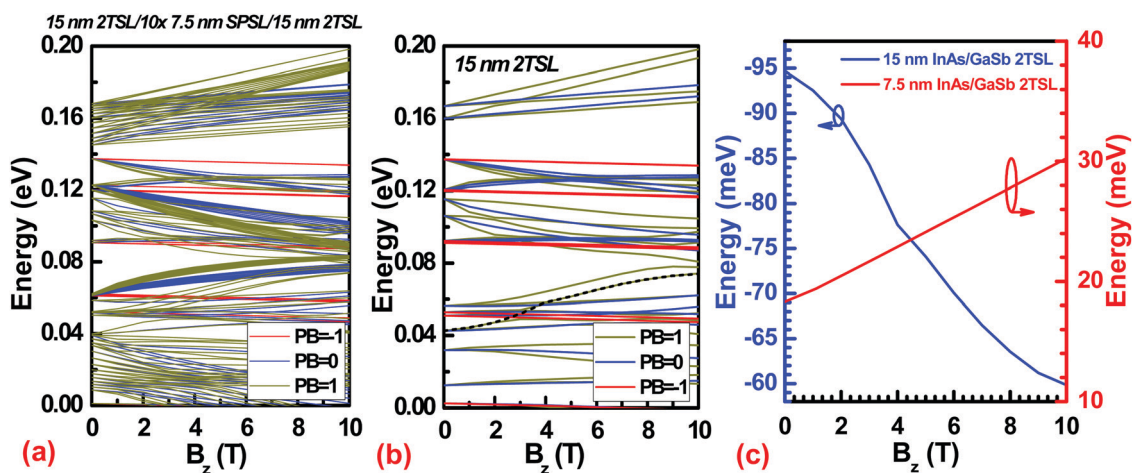 15 nm 2TSL/10x 7.5 nm SPSL/15 nm 2TSL
0.20
0.16
0.12
0.08
0.04
0.00
Energy (eV)
PB=-1
PB=0
PB=1
0 2 4 6 8 10
B_z (T)
(a)
15 nm 2TSL
0.20
0.16
0.12
0.08
0.04
0.00
Energy (eV)
PB=1
PB=0
PB=-1
0 2 4 6 8 10
B_z (T)
(b)
15 nm InAs/GaSb 2TSL
7.5 nm InAs/GaSb 2TSL
-95
-90
-85
-80
-75
-70
-65
-60
Energy (meV)
40
30
20
10
Energy (meV)
0 2 4 6 8 10
B_z (T)
(c)